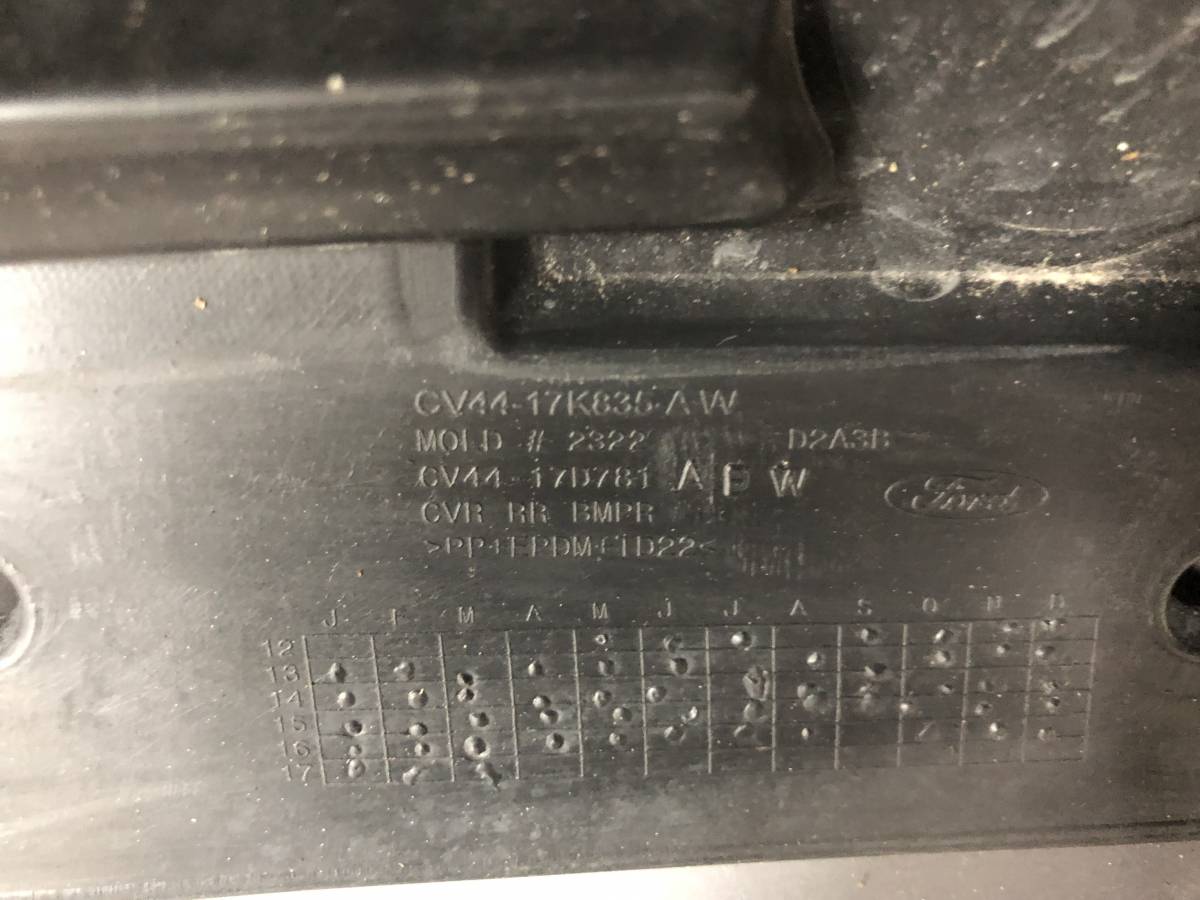 CV44-17K835-AW
MOLD # 2322 D2A3B
CV44-17D781 A E W
CVR RR BMPR
Ford
>PP+EPDM-TD22<
J F M A M J J A S O N D
12
13
14
15
16
17